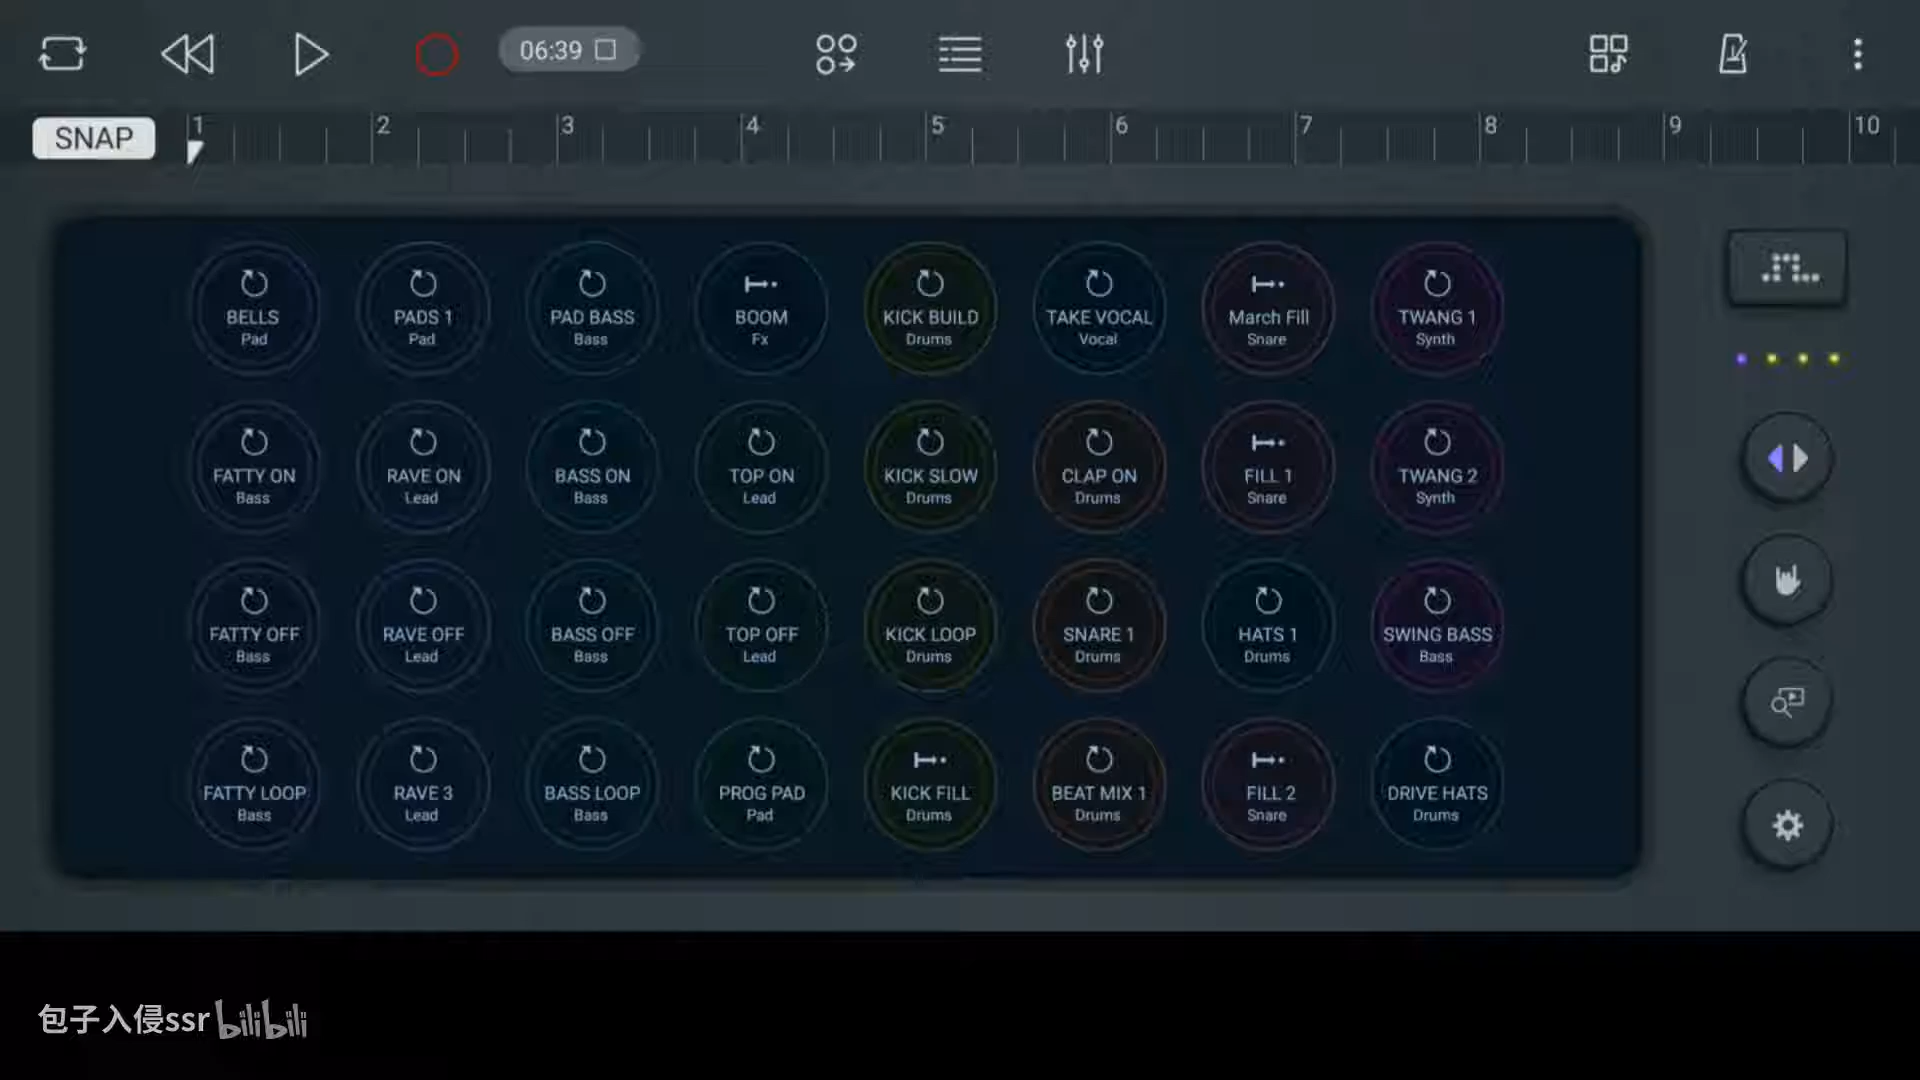 06:39
SNAP
1 2 3 4 5 6 7 8 9 10
BELLS PADS 1 PAD BASS BOOM KICK BUILD TAKE VOCAL March Fill TWANG 1
Pad Pad Bass Fx Drums Vocal Snare Synth
FATTY ON RAVE ON BASS ON TOP ON KICK SLOW CLAP ON FILL 1 TWANG 2
Bass Lead Bass Lead Drums Drums Snare Synth
FATTY OFF RAVE OFF BASS OFF TOP OFF KICK LOOP SNARE 1 HATS 1 SWING BASS
Bass Lead Bass Lead Drums Drums Drums Bass
FATTY LOOP RAVE 3 BASS LOOP PROG PAD KICK FILL BEAT MIX 1 FILL 2 DRIVE HATS
Bass Lead Bass Pad Drums Drums Snare Drums
包子入侵ssr bilibili